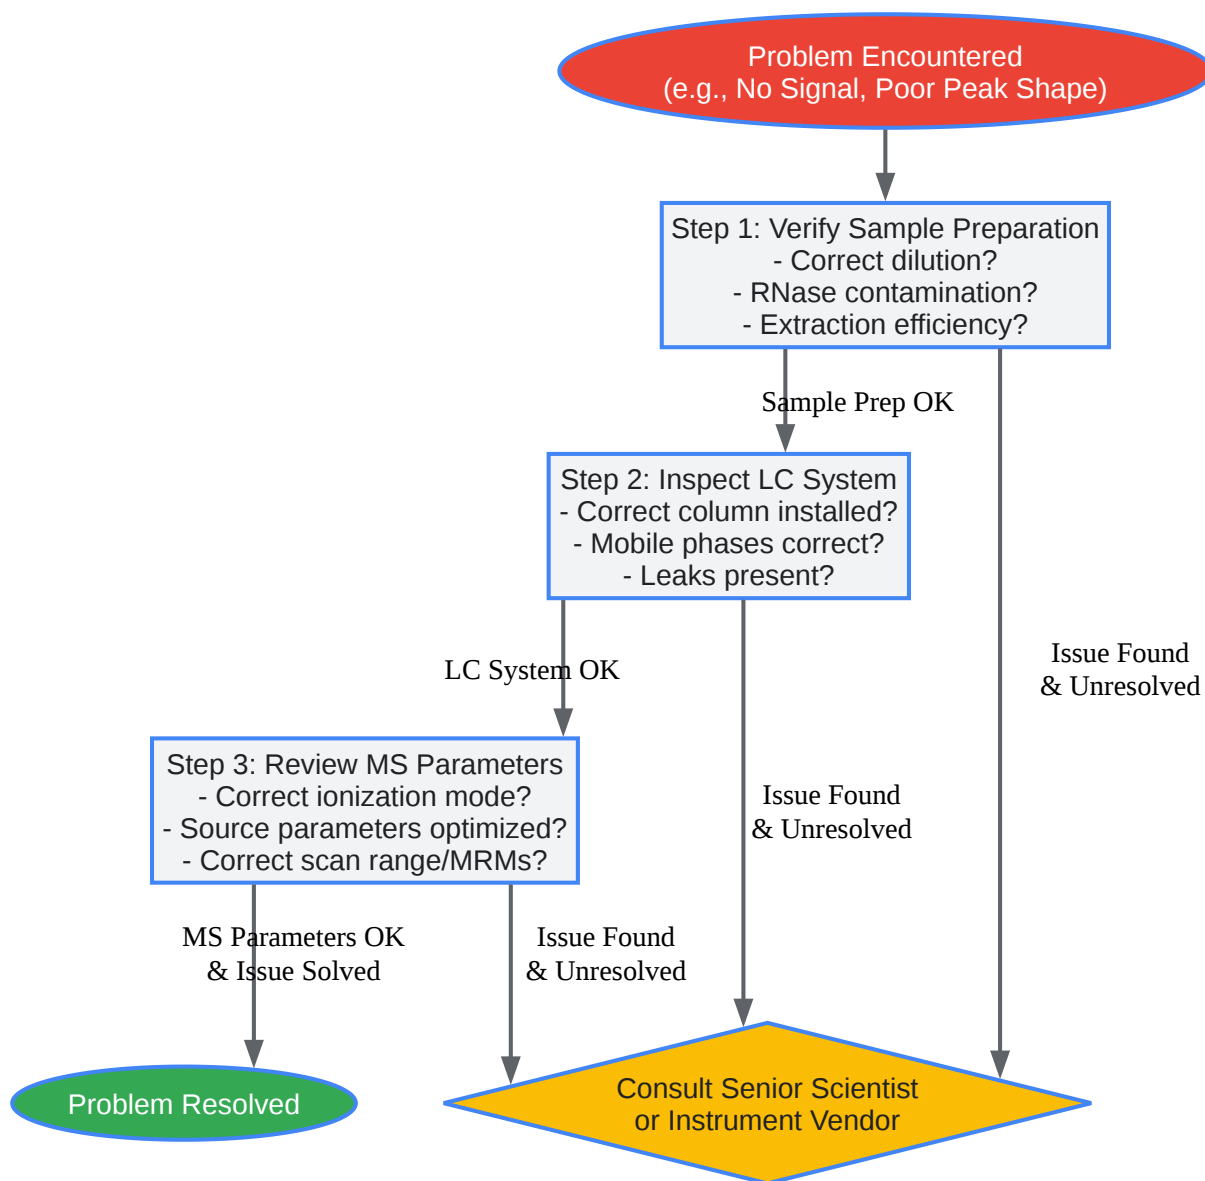 Problem Encountered
(e.g., No Signal, Poor Peak Shape)
Step 1: Verify Sample Preparation
- Correct dilution?
- RNase contamination?
- Extraction efficiency?
Sample Prep OK
Step 2: Inspect LC System
- Correct column installed?
- Mobile phases correct?
- Leaks present?
Issue Found
& Unresolved
LC System OK
Step 3: Review MS Parameters
- Correct ionization mode?
- Source parameters optimized?
- Correct scan range/MRMs?
Issue Found
& Unresolved
MS Parameters OK
& Issue Solved
Issue Found
& Unresolved
Problem Resolved
Consult Senior Scientist
or Instrument Vendor